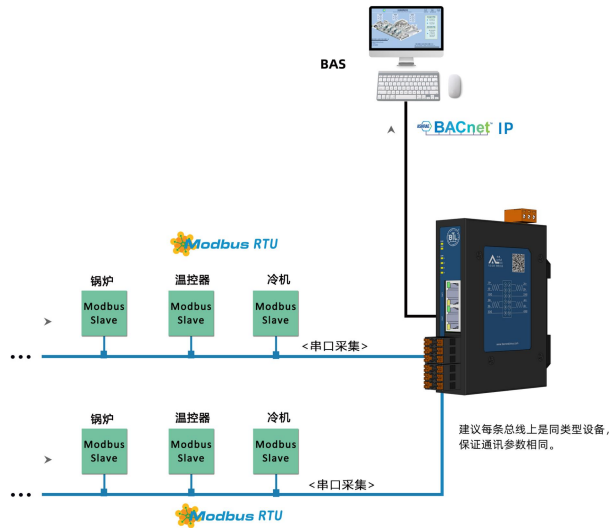 BAS
BACnet IP
Modbus RTU
锅炉 温控器 冷机
Modbus Slave
Modbus Slave
Modbus Slave
<串口采集>
锅炉 温控器 冷机
Modbus Slave
Modbus Slave
Modbus Slave
<串口采集>
建议每条总线上是同类型设备，
保证通讯参数相同。
Modbus RTU